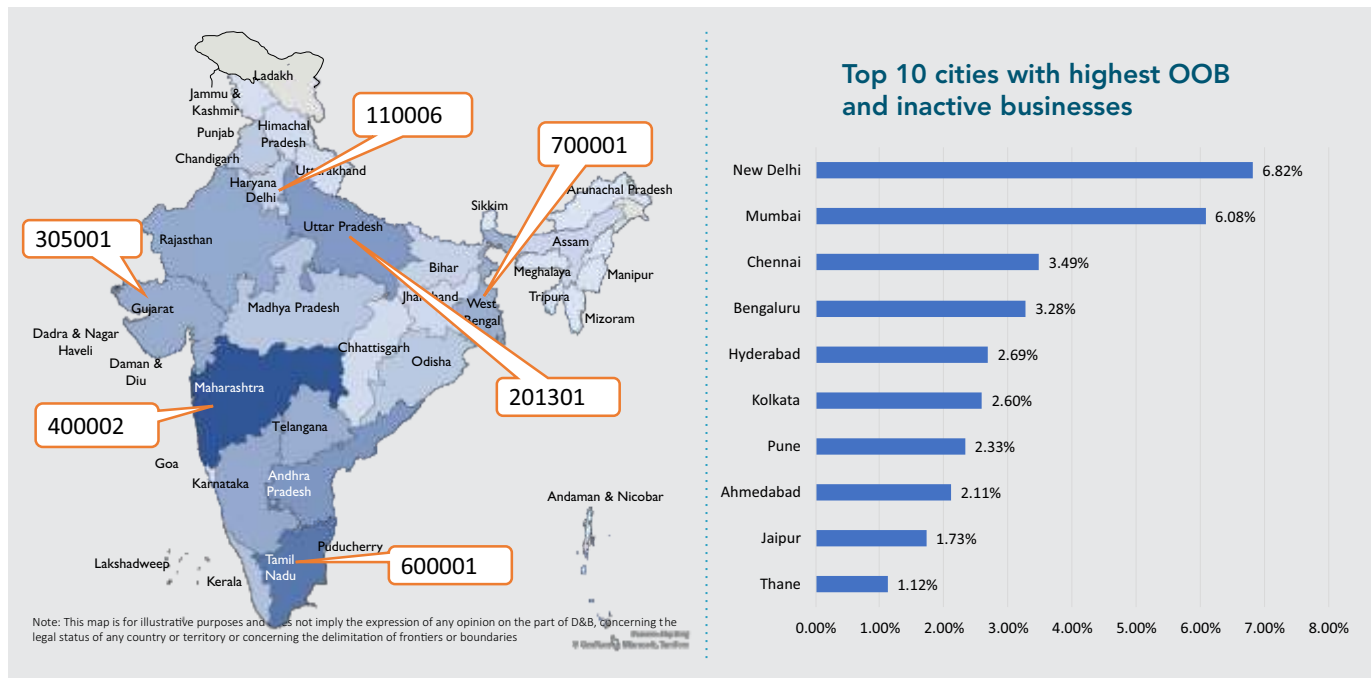 Ladakh
Jammu &
Kashmir
110006
Punjab
Himachal
Pradesh
700001
Chandigarh
Uttarakhand
Haryana
Delhi
Arunachal Pradesh
Sikkim
305001
Rajasthan
Uttar Pradesh
Assam
Bihar
Meghalaya
Manipur
Gujarat
Madhya Pradesh
Jharkhand
West
Bengal
Tripura
Mizoram
Dadra & Nagar
Haveli
Daman &
Diu
Chhattisgarh
Odisha
Maharashtra
201301
400002
Telangana
Goa
Karnataka
Andhra
Pradesh
Andaman & Nicobar
Puducherry
Lakshadweep
Kerala
Tamil
Nadu
600001
Note: This map is for illustrative purposes and does not imply the expression of any opinion on the part of D&B, concerning the
legal status of any country or territory or concerning the delimitation of frontiers or boundaries
Top 10 cities with highest OOB
and inactive businesses
New Delhi 6.82%
Mumbai 6.08%
Chennai 3.49%
Bengaluru 3.28%
Hyderabad 2.69%
Kolkata 2.60%
Pune 2.33%
Ahmedabad 2.11%
Jaipur 1.73%
Thane 1.12%
0.00% 1.00% 2.00% 3.00% 4.00% 5.00% 6.00% 7.00% 8.00%